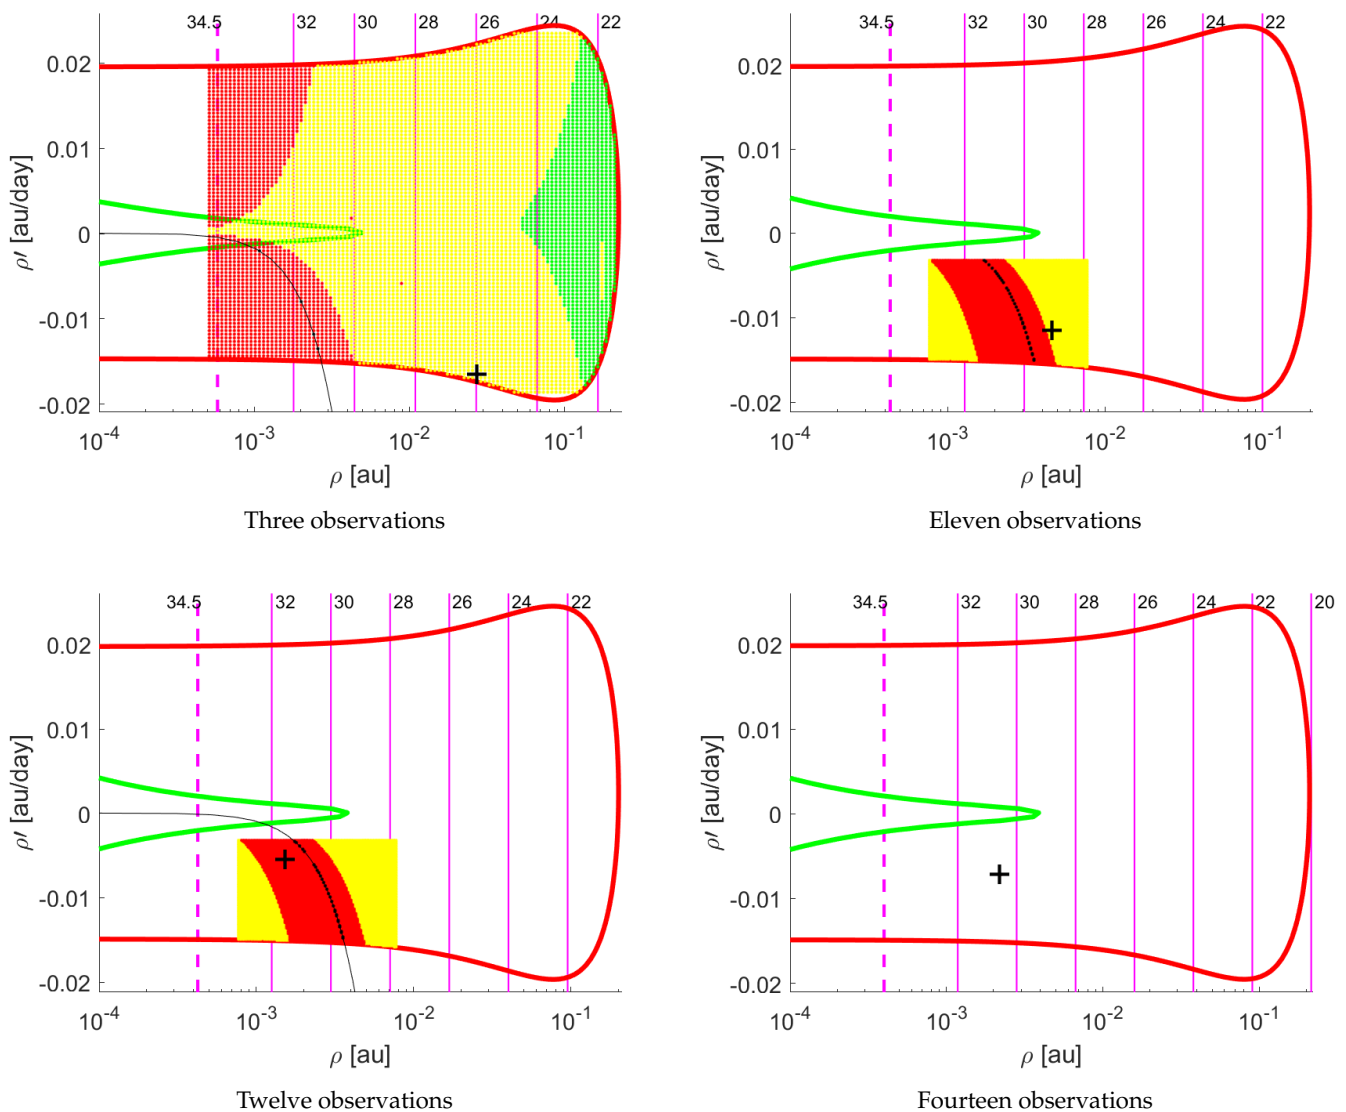 34.5 32 30 28 26 24 22
0.02
0.01
0
-0.01
-0.02
ρ′ [au/day]
10-4 10-3 10-2 10-1
ρ [au]
Three observations
34.5 32 30 28 26 24 22
0.02
0.01
0
-0.01
-0.02
ρ′ [au/day]
10-4 10-3 10-2 10-1
ρ [au]
Eleven observations
34.5 32 30 28 26 24 22
0.02
0.01
0
-0.01
-0.02
ρ′ [au/day]
10-4 10-3 10-2 10-1
ρ [au]
Twelve observations
34.5 32 30 28 26 24 22 20
0.02
0.01
0
-0.01
-0.02
ρ′ [au/day]
10-4 10-3 10-2 10-1
ρ [au]
Fourteen observations